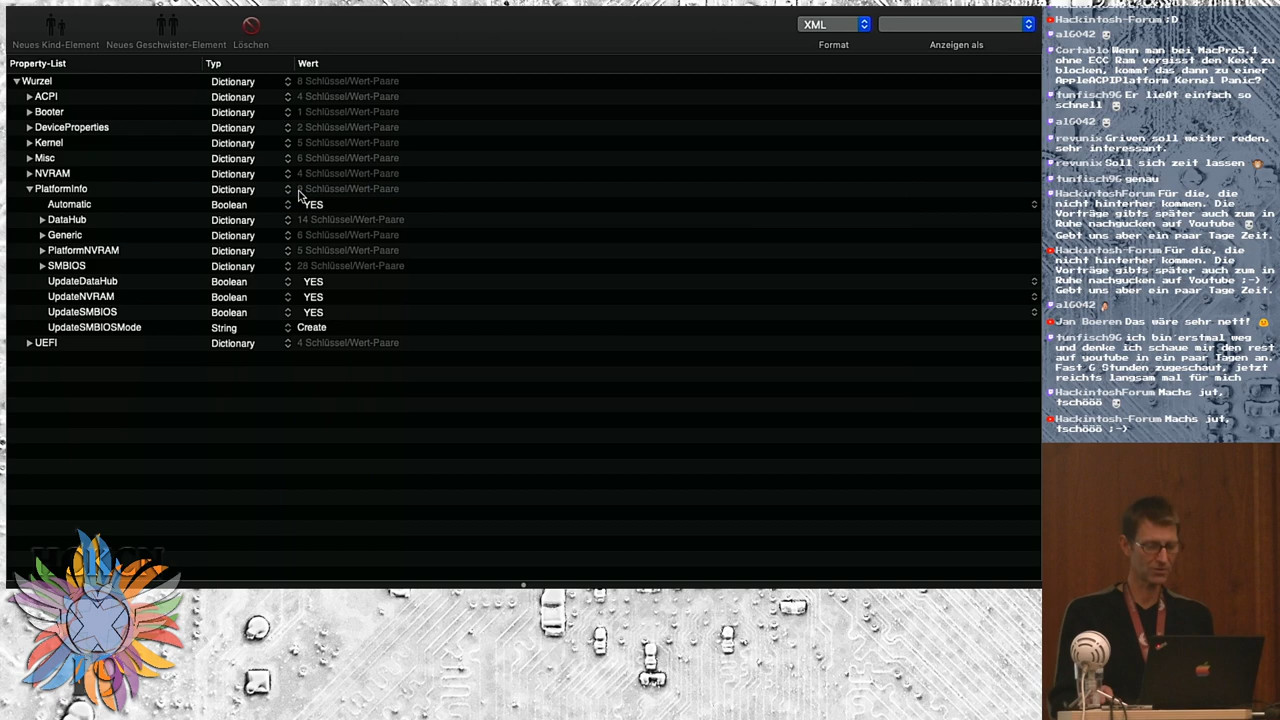 Neues Kind-Element Neues Geschwister-Element Löschen
XML
Format Anzeigen als
Property-List Typ Wert
Wurzel Dictionary 8 Schlüssel/Wert-Paare
ACPI Dictionary 4 Schlüssel/Wert-Paare
Booter Dictionary 1 Schlüssel/Wert-Paare
DeviceProperties Dictionary 2 Schlüssel/Wert-Paare
Kernel Dictionary 5 Schlüssel/Wert-Paare
Misc Dictionary 6 Schlüssel/Wert-Paare
NVRAM Dictionary 4 Schlüssel/Wert-Paare
PlatformInfo Dictionary Schlüssel/Wert-Paare
Automatic Boolean YES
DataHub Dictionary 14 Schlüssel/Wert-Paare
Generic Dictionary 6 Schlüssel/Wert-Paare
PlatformNVRAM Dictionary 5 Schlüssel/Wert-Paare
SMBIOS Dictionary 28 Schlüssel/Wert-Paare
UpdateDataHub Boolean YES
UpdateNVRAM Boolean YES
UpdateSMBIOS Boolean YES
UpdateSMBIOSMode String Create
UEFI Dictionary 4 Schlüssel/Wert-Paare
Hackintosh-Forum ;D
al6042
Cortablo Wenn man bei MacPro5.1
ohne ECC Ram vergisst den Kext zu
blocken, kommt das dann zu einer
AppleACPIPlatform Kernel Panic?
tunfisch96 Er ließt einfach so
schnell
al6042
revunix Griven soll weiter reden,
sehr interessant.
revunix Soll sich zeit lassen
tunfisch96 genau
HackintoshForum Für die, die
nicht hinterher kommen. Die
Vorträge gibts später auch zum in
Ruhe nachgucken auf Youtube
Gebt uns aber ein paar Tage Zeit.
Hackintosh-Forum Für die, die
nicht hinterher kommen. Die
Vorträge gibts später auch zum in
Ruhe nachgucken auf Youtube ;-)
Gebt uns aber ein paar Tage Zeit.
al6042
Jan Boeren Das wäre sehr nett!
tunfisch96 ich bin erstmal weg
und denke ich schaue mir den rest
auf youtube in ein paar Tagen an.
Fast 6 Stunden zugeschaut, jetzt
reichts langsam mal für mich
HackintoshForum Machs jut,
tschööö
Hackintosh-Forum Machs jut,
tschööö ;-)